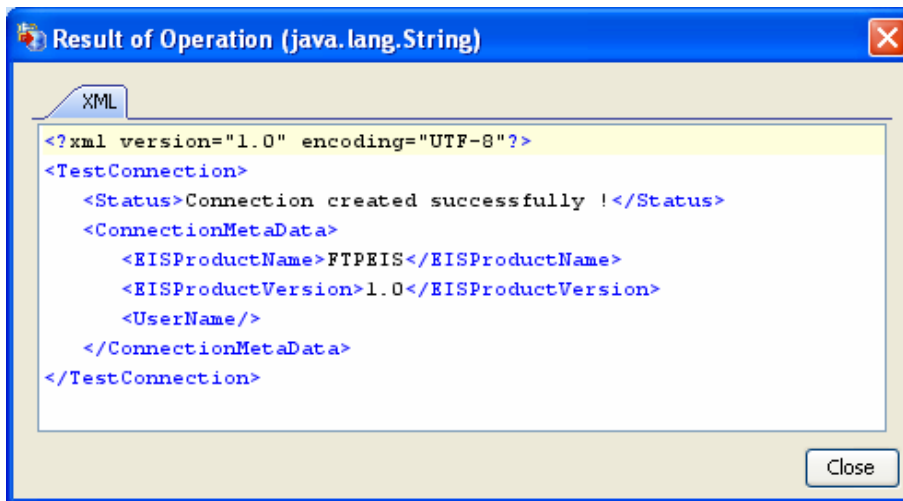 Result of Operation (java.lang.String)
XML
<?xml version="1.0" encoding="UTF-8"?>
<TestConnection>
<Status>Connection created successfully !</Status>
<ConnectionMetaData>
<EISProductName>FTPEIS</EISProductName>
<EISProductVersion>1.0</EISProductVersion>
<UserName/>
</ConnectionMetaData>
</TestConnection>
Close